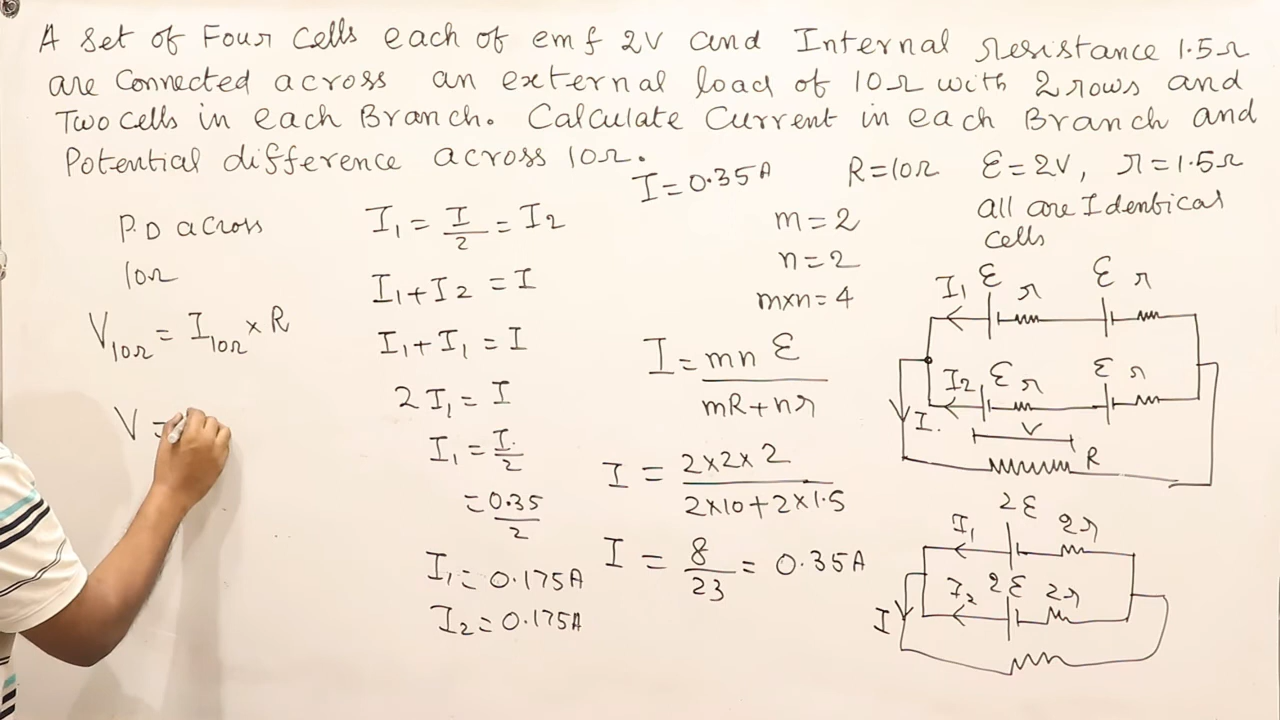 A Set of Four Cells each of emf 2V and Internal resistance 1.5Ω
are Connected across an external load of 10Ω with 2 rows and
Two cells in each Branch. Calculate Current in each Branch and
Potential difference across 10Ω.
I = 0.35A
R=10Ω ε=2V, r=1.5Ω
all are Identical
cells
P.D across
10Ω
V10Ω = I10Ω × R
V =
I1 = I/2 = I2
I1+I2 = I
I1+I1 = I
2I1 = I
I1 = I/2
= 0.35/2
I1 = 0.175A
I2 = 0.175A
m=2
n=2
m×n=4
I = mn ε / mR+nr
I = 2×2×2 / 2×10+2×1.5
I = 8/23 = 0.35A
I1 ε r ε r
I2 ε r ε r
I. V
R
2ε
I1 2r
I2 2ε 2r
I